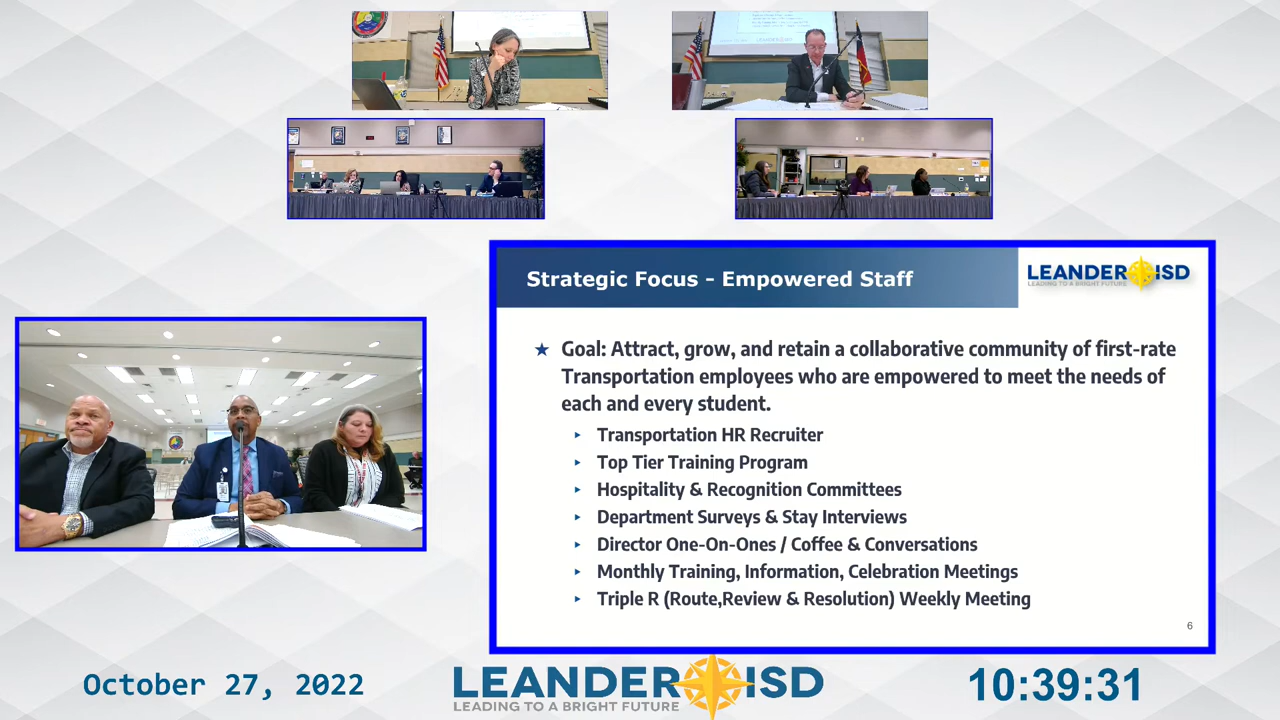 Strategic Focus - Empowered Staff
LEANDER ISD
LEADING TO A BRIGHT FUTURE
★ Goal: Attract, grow, and retain a collaborative community of first-rate
Transportation employees who are empowered to meet the needs of
each and every student.
‣ Transportation HR Recruiter
‣ Top Tier Training Program
‣ Hospitality & Recognition Committees
‣ Department Surveys & Stay Interviews
‣ Director One-On-Ones / Coffee & Conversations
‣ Monthly Training, Information, Celebration Meetings
‣ Triple R (Route,Review & Resolution) Weekly Meeting
6
October 27, 2022
LEANDER ISD
LEADING TO A BRIGHT FUTURE
10:39:31